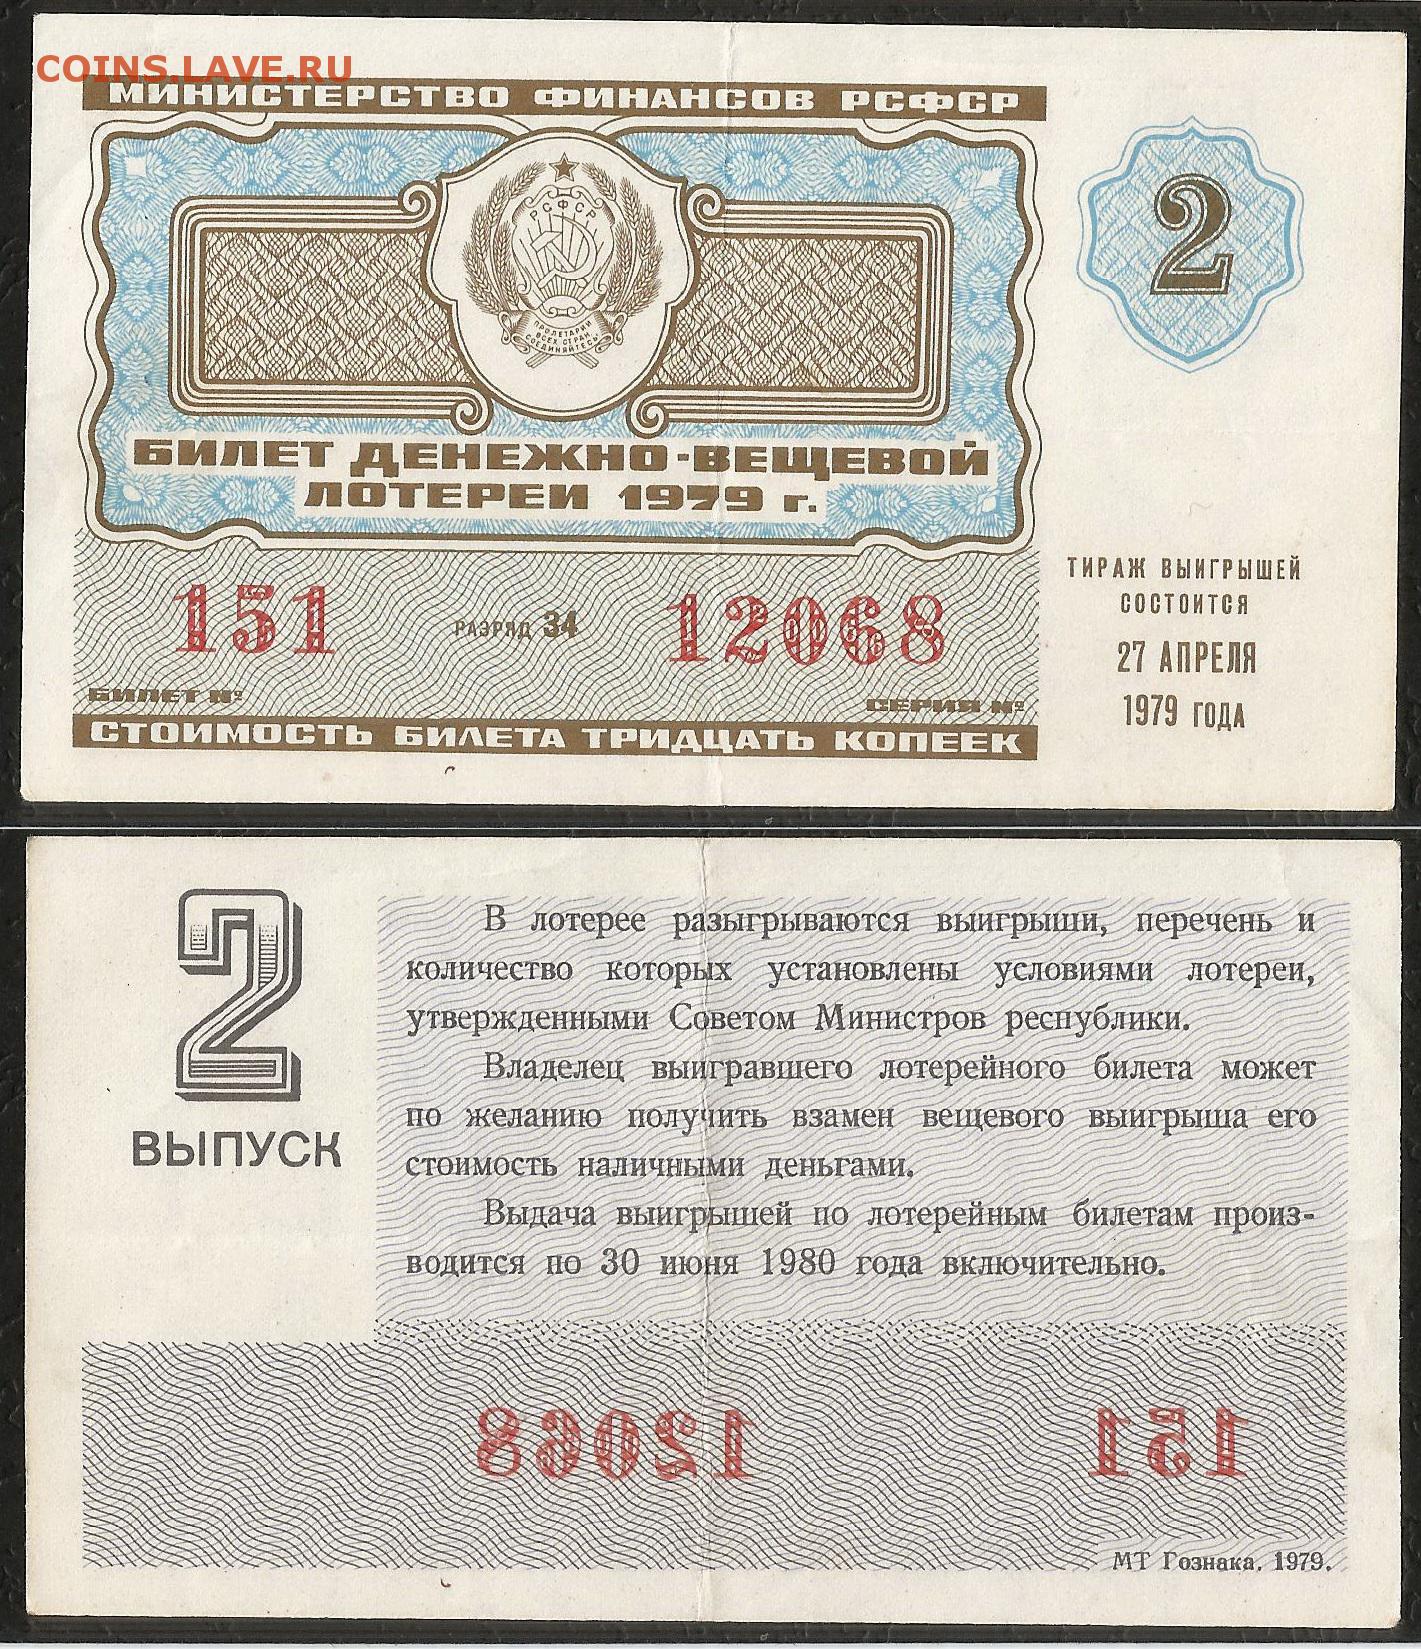 COINS.LAVE.RU
МИНИСТЕРСТВО ФИНАНСОВ РСФСР
РСФСР
ПРОЛЕТАРИИ
ВСЕХ СТРАН,
СОЕДИНЯЙТЕСЬ!
2
БИЛЕТ ДЕНЕЖНО-ВЕЩЕВОЙ
ЛОТЕРЕИ 1979 г.
151 РАЗРЯД 34 12068
БИЛЕТ № СЕРИЯ №
СТОИМОСТЬ БИЛЕТА ТРИДЦАТЬ КОПЕЕК
ТИРАЖ ВЫИГРЫШЕЙ
СОСТОИТСЯ
27 АПРЕЛЯ
1979 ГОДА
2
ВЫПУСК
В лотерее разыгрываются выигрыши, перечень и
количество которых установлены условиями лотереи,
утвержденными Советом Министров республики.
Владелец выигравшего лотерейного билета может
по желанию получить взамен вещевого выигрыша его
стоимость наличными деньгами.
Выдача выигрышей по лотерейным билетам произ-
водится по 30 июня 1980 года включительно.
12068 151
МТ Гознака. 1979.